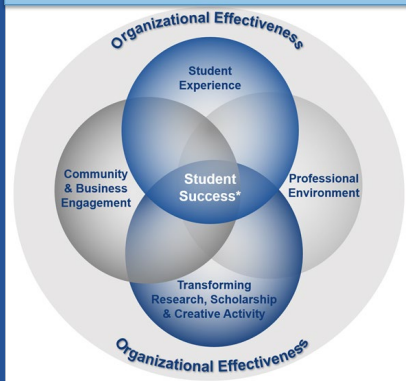 Organizational Effectiveness
Student
Experience
Community
& Business
Engagement
Student
Success*
Professional
Environment
Transforming
Research, Scholarship
& Creative Activity
Organizational Effectiveness